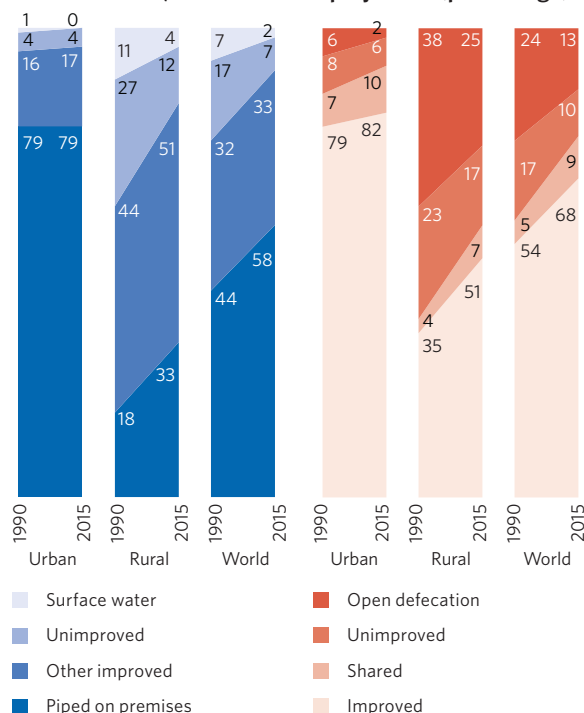 1 0
4 4
16 17
79 79
11 4
27 12
44 51
18 33
7 2
17 7
32 33
44 58
6 2
8 6
7 10
79 82
38 25
23 17
4 7
35 51
24 13
17 10
5 9
54 68
1990 2015 1990 2015 1990 2015 1990 2015 1990 2015 1990 2015
Urban Rural World Urban Rural World
Surface water
Unimproved
Other improved
Piped on premises
Open defecation
Unimproved
Shared
Improved